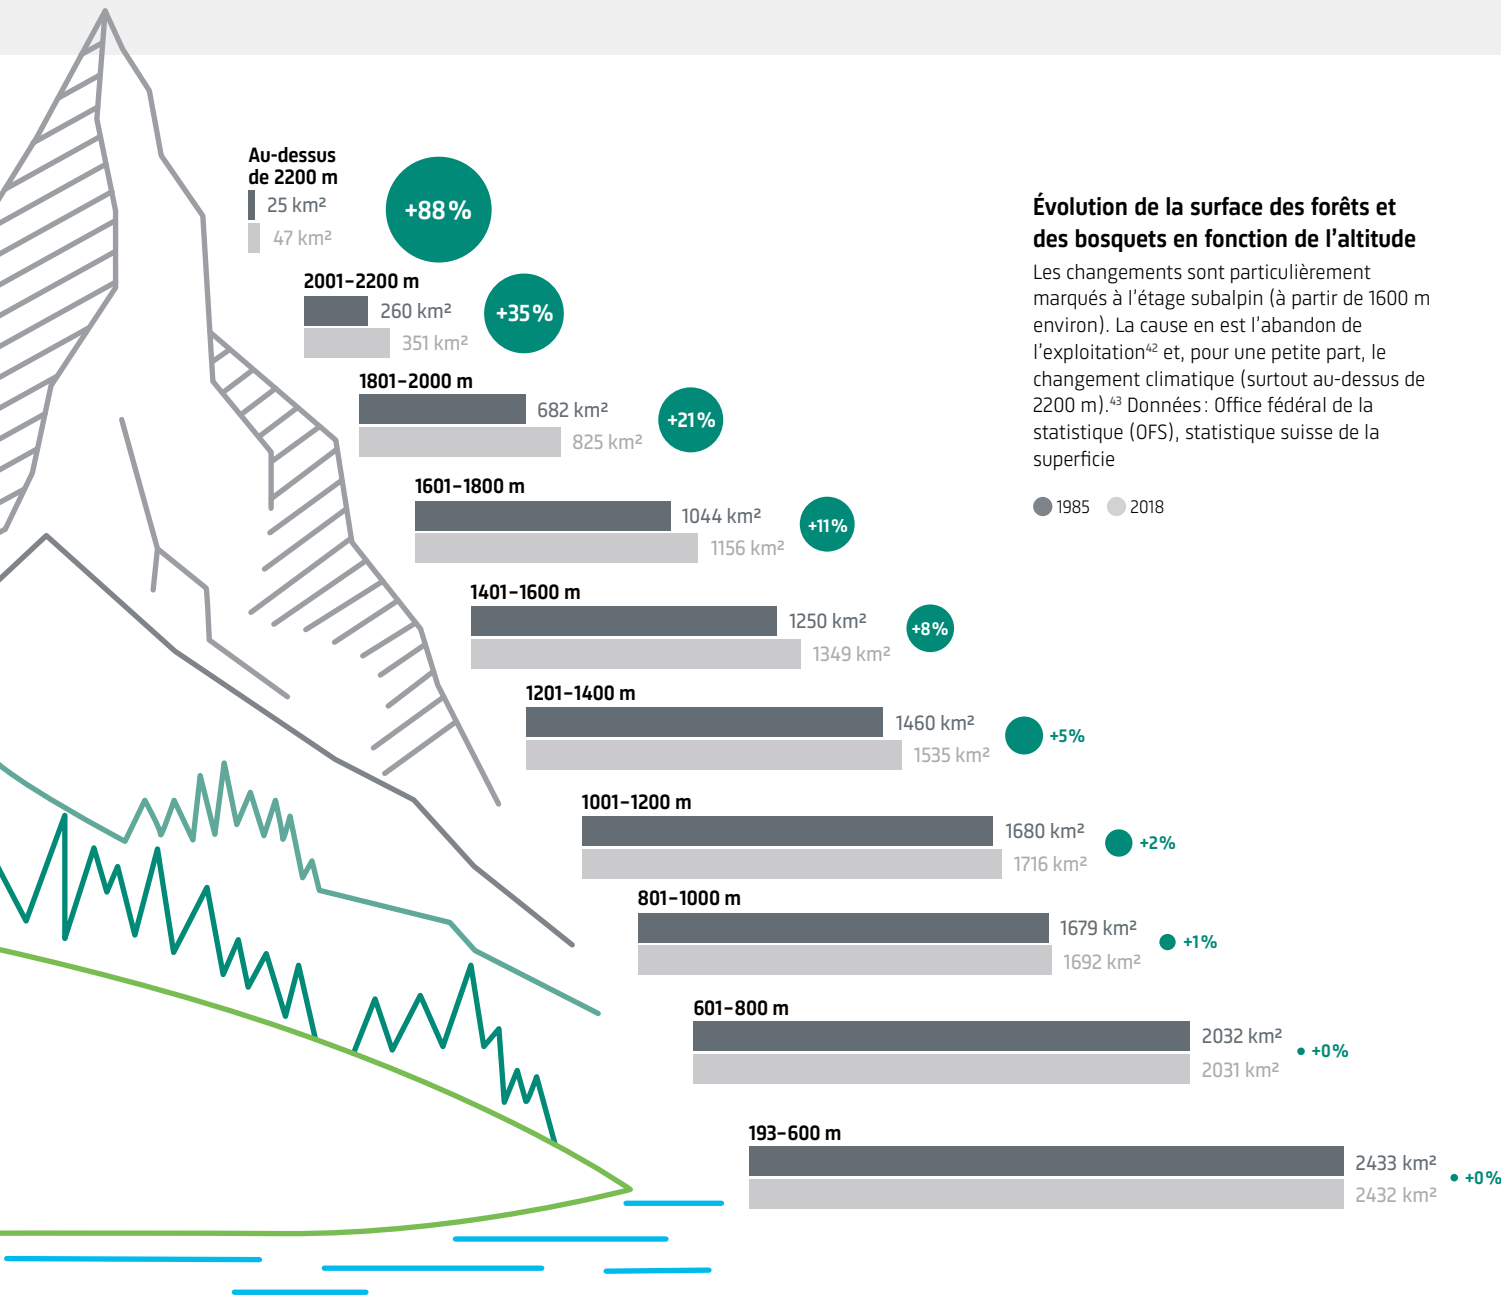 Au-dessus
de 2200 m
25 km²
47 km²
+88 %
2001–2200 m
260 km²
351 km²
+35 %
1801–2000 m
682 km²
825 km²
+21 %
1601–1800 m
1044 km²
1156 km²
+11 %
1401–1600 m
1250 km²
1349 km²
+8 %
1201–1400 m
1460 km²
1535 km²
+5 %
1001–1200 m
1680 km²
1716 km²
+2 %
801–1000 m
1679 km²
1692 km²
+1 %
601–800 m
2032 km²
2031 km²
+0 %
193–600 m
2433 km²
2432 km²
+0 %
Évolution de la surface des forêts et
des bosquets en fonction de l’altitude
Les changements sont particulièrement
marqués à l’étage subalpin (à partir de 1600 m
environ). La cause en est l’abandon de
l’exploitation⁴² et, pour une petite part, le
changement climatique (surtout au-dessus de
2200 m).⁴³ Données : Office fédéral de la
statistique (OFS), statistique suisse de la
superficie
1985 2018